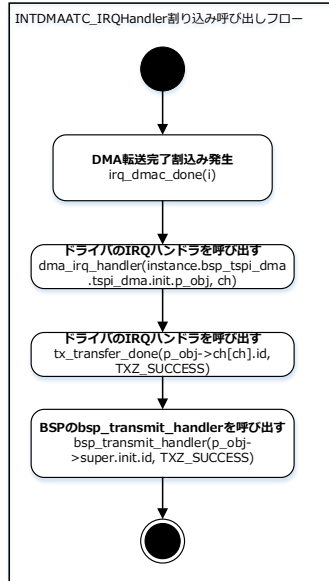 INTDMAATC_IRQHandler割り込み呼び出しフロー
DMA転送完了割込み発生
irq_dmac_done(i)
ドライバのIRQハンドラを呼び出す
dma_irq_handler(instance.bsp_tspi_dma
.tspi_dma.init.p_obj, ch)
ドライバのIRQハンドラを呼び出す
tx_transfer_done(p_obj->ch[ch].id,
TXZ_SUCCESS)
BSPのbsp_transmit_handlerを呼び出す
bsp_transmit_handler(p_obj-
>super.init.id, TXZ_SUCCESS)